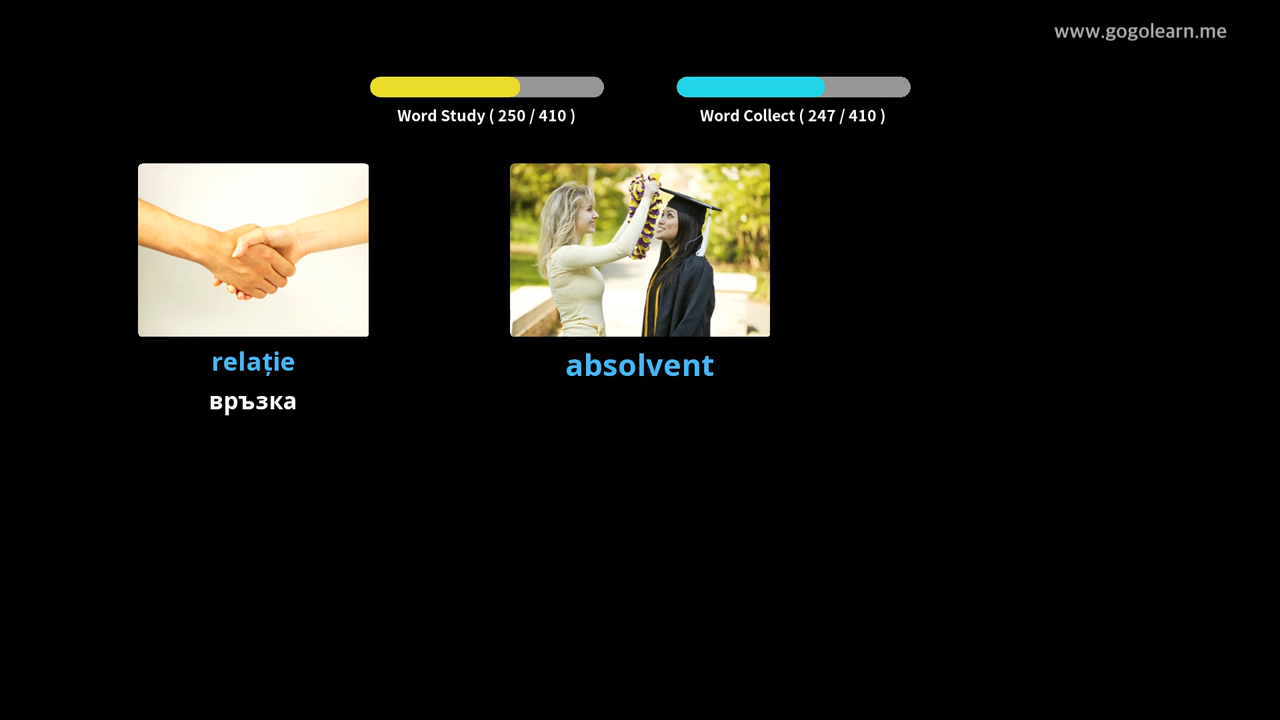 www.gogolearn.me
Word Study ( 250 / 410 )
Word Collect ( 247 / 410 )
relație
връзка
absolvent